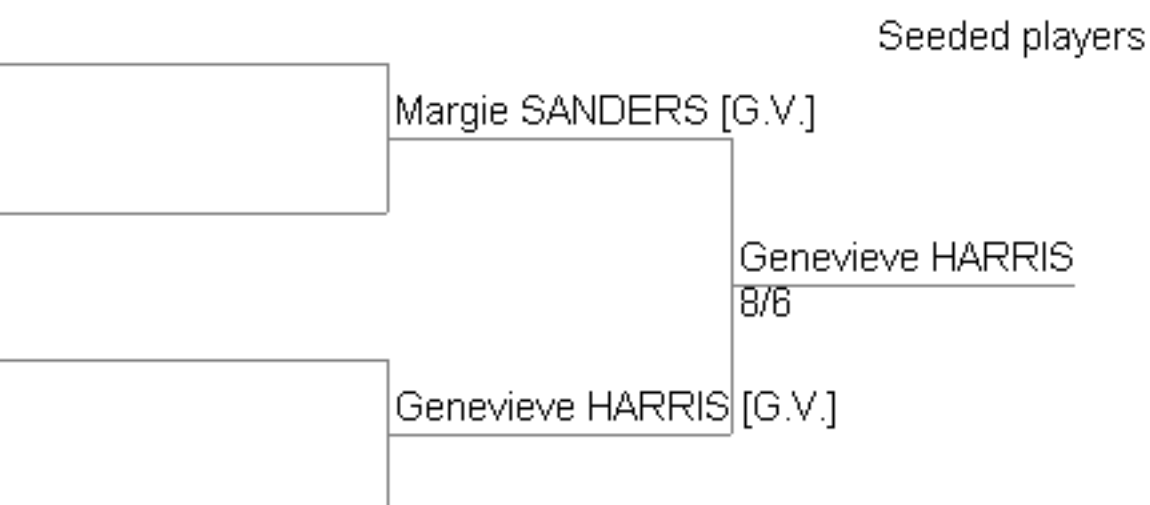 Seeded players
Margie SANDERS [G.V.]
Genevieve HARRIS
8/6
Genevieve HARRIS [G.V.]